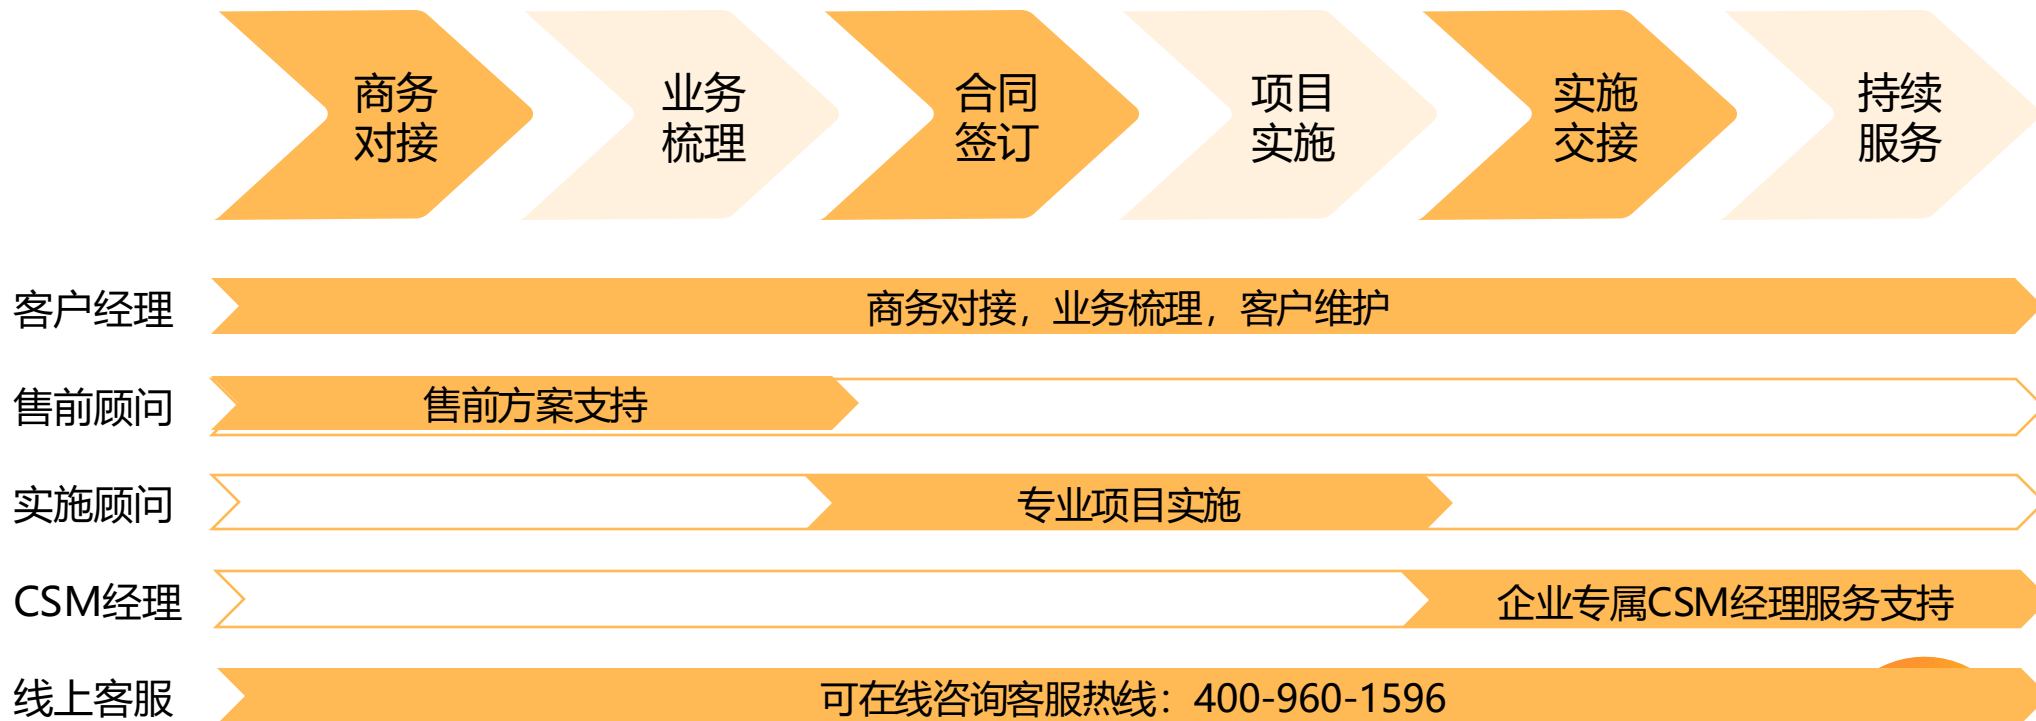 商务
对接
业务
梳理
合同
签订
项目
实施
实施
交接
持续
服务
客户经理
商务对接，业务梳理，客户维护
售前顾问
售前方案支持
实施顾问
专业项目实施
CSM经理
企业专属CSM经理服务支持
线上客服
可在线咨询客服热线：400-960-1596